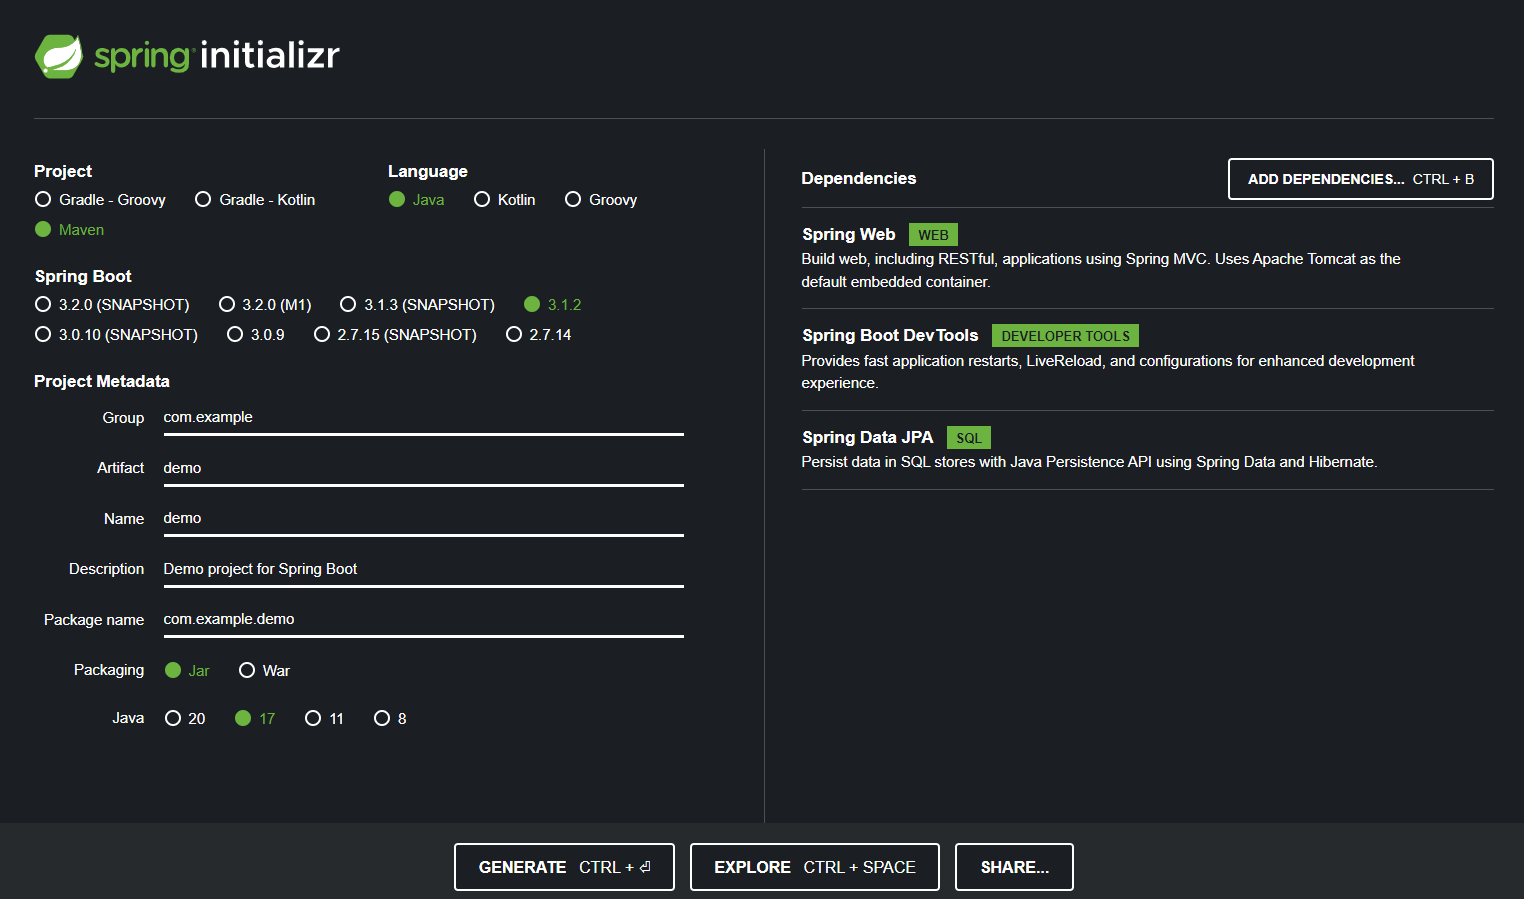 spring initializr
Project
Gradle - Groovy Gradle - Kotlin
Maven
Language
Java Kotlin Groovy
Spring Boot
3.2.0 (SNAPSHOT) 3.2.0 (M1) 3.1.3 (SNAPSHOT) 3.1.2
3.0.10 (SNAPSHOT) 3.0.9 2.7.15 (SNAPSHOT) 2.7.14
Project Metadata
Group com.example
Artifact demo
Name demo
Description Demo project for Spring Boot
Package name com.example.demo
Packaging Jar War
Java 20 17 11 8
Dependencies
ADD DEPENDENCIES... CTRL + B
Spring Web WEB
Build web, including RESTful, applications using Spring MVC. Uses Apache Tomcat as the
default embedded container.
Spring Boot DevTools DEVELOPER TOOLS
Provides fast application restarts, LiveReload, and configurations for enhanced development
experience.
Spring Data JPA SQL
Persist data in SQL stores with Java Persistence API using Spring Data and Hibernate.
GENERATE CTRL + ⏎ EXPLORE CTRL + SPACE SHARE...